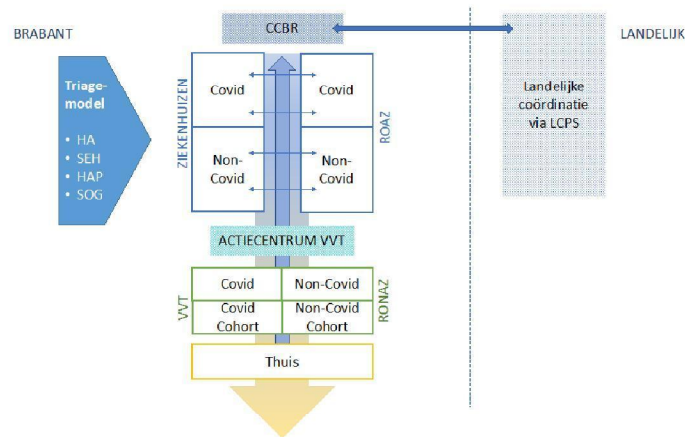 BRABANT
CCBR
LANDELIJK
Triage-
model
• HA
• SEH
• HAP
• SOG
ZIEKENHUIZEN
Covid
Covid
Non-
Covid
Non-
Covid
ROAZ
Landelijke
coördinatie
via LCPS
ACTIECENTRUM VVT
VVT
Covid
Non-Covid
Covid
Cohort
Non-Covid
Cohort
RONAZ
Thuis